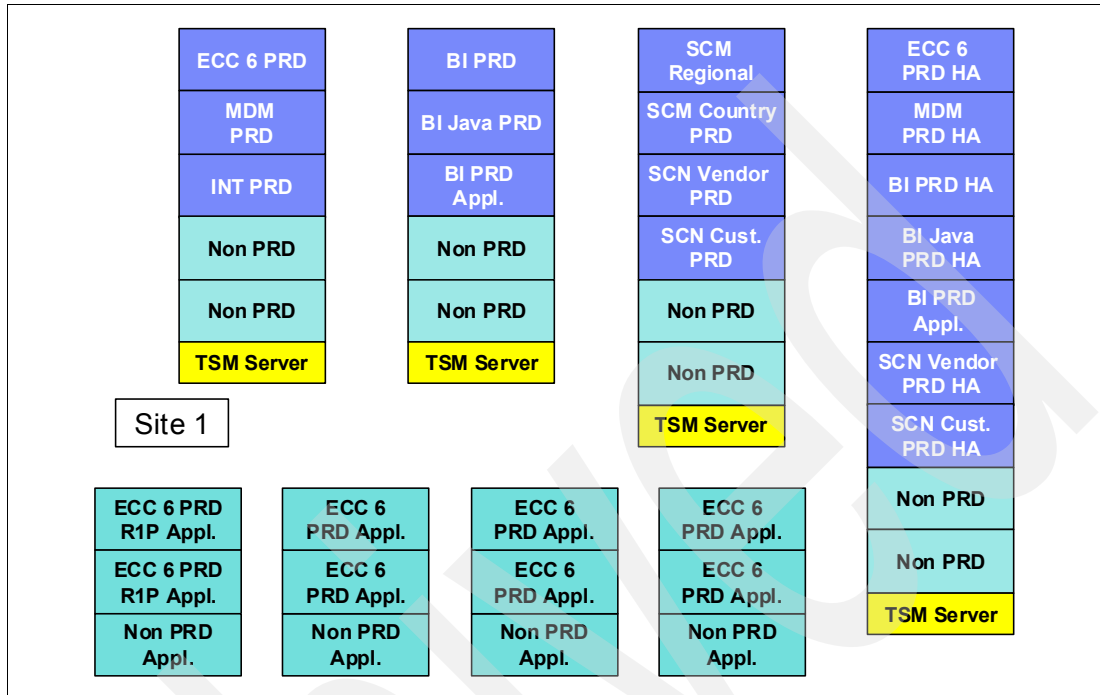 ECC 6 PRD
MDM
PRD
INT PRD
Non PRD
Non PRD
TSM Server
BI PRD
BI Java PRD
BI PRD
Appl.
Non PRD
Non PRD
TSM Server
SCM
Regional
SCM Country
PRD
SCN Vendor
PRD
SCN Cust.
PRD
Non PRD
Non PRD
TSM Server
ECC 6
PRD HA
MDM
PRD HA
BI PRD HA
BI Java
PRD HA
BI PRD
Appl.
SCN Vendor
PRD HA
SCN Cust.
PRD HA
Non PRD
Non PRD
TSM Server
Site 1
ECC 6 PRD
R1P Appl.
ECC 6 PRD
R1P Appl.
Non PRD
Appl.
ECC 6
PRD Appl.
ECC 6
PRD Appl.
Non PRD
Appl.
ECC 6
PRD Appl.
ECC 6
PRD Appl.
Non PRD
Appl.
ECC 6
PRD Appl.
ECC 6
PRD Appl.
Non PRD
Appl.